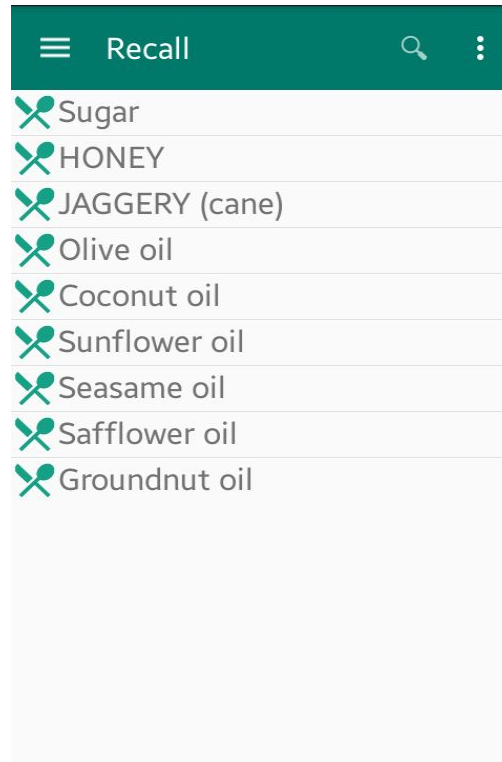 Recall
Sugar
HONEY
JAGGERY (cane)
Olive oil
Coconut oil
Sunflower oil
Seasame oil
Safflower oil
Groundnut oil